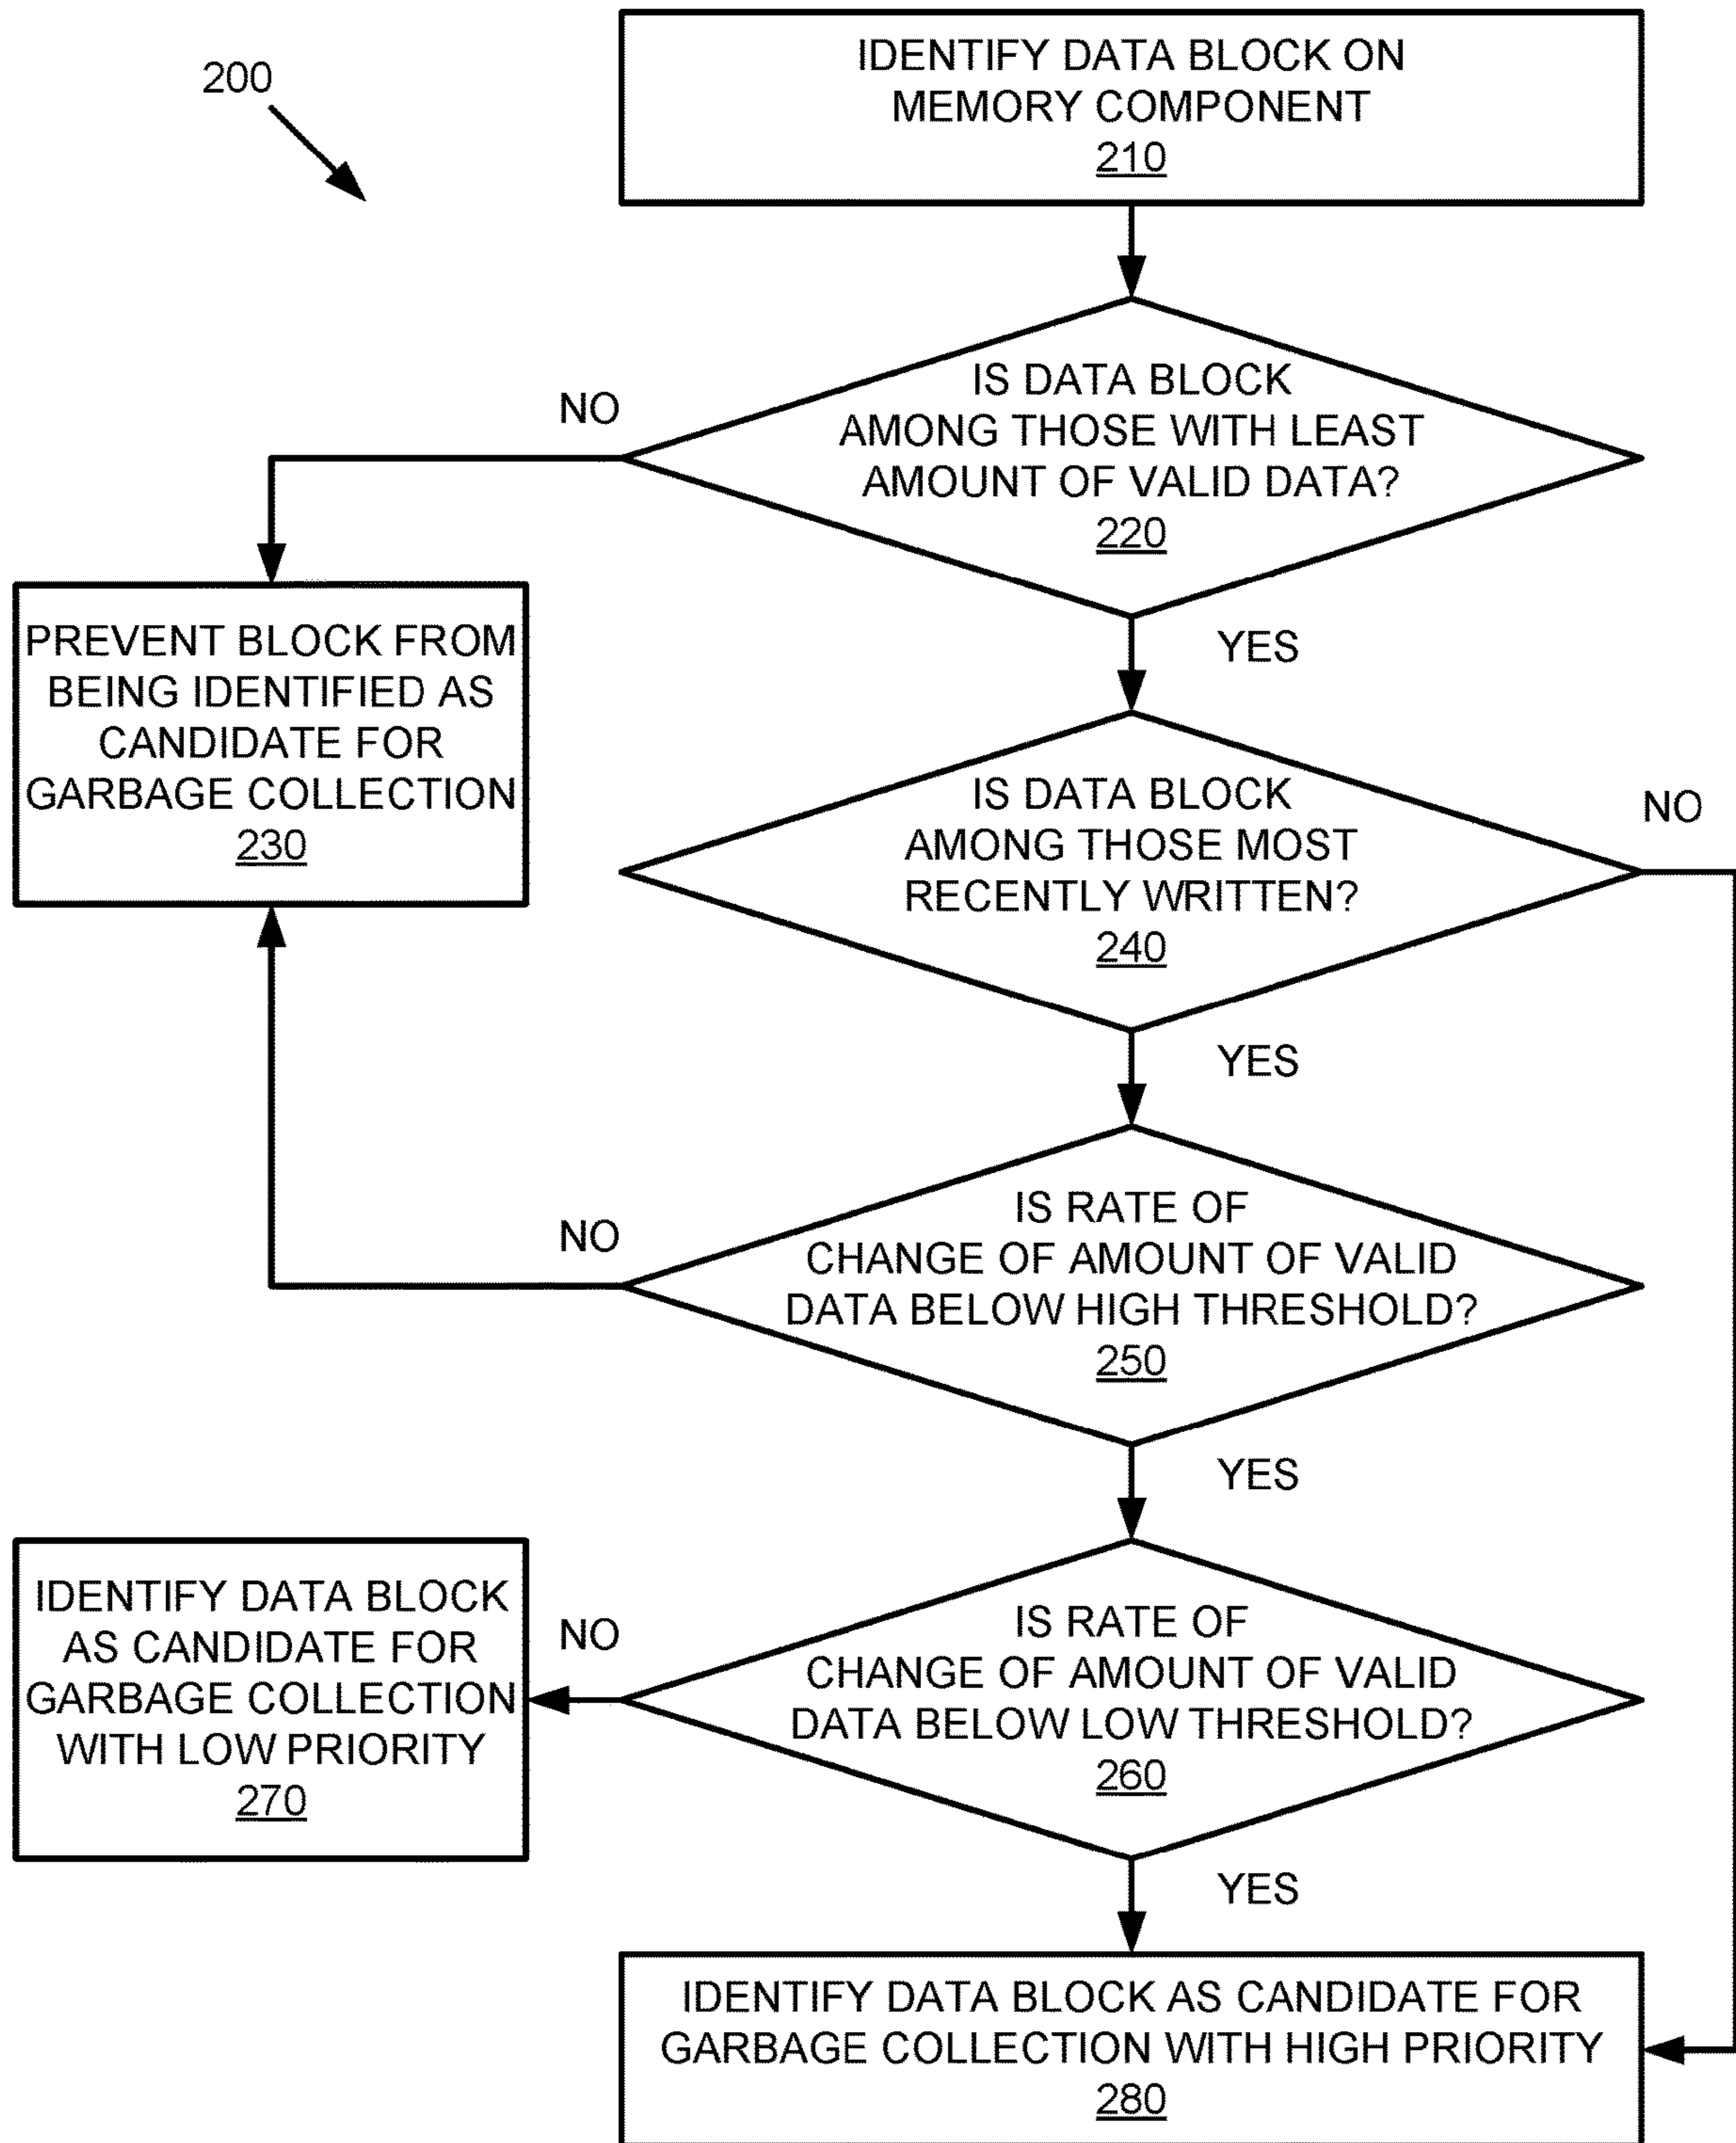 200
IDENTIFY DATA BLOCK ON
MEMORY COMPONENT
210
IS DATA BLOCK
AMONG THOSE WITH LEAST
AMOUNT OF VALID DATA?
220
NO
YES
PREVENT BLOCK FROM
BEING IDENTIFIED AS
CANDIDATE FOR
GARBAGE COLLECTION
230
IS DATA BLOCK
AMONG THOSE MOST
RECENTLY WRITTEN?
240
NO
YES
IS RATE OF
CHANGE OF AMOUNT OF VALID
DATA BELOW HIGH THRESHOLD?
250
NO
YES
IS RATE OF
CHANGE OF AMOUNT OF VALID
DATA BELOW LOW THRESHOLD?
260
NO
YES
IDENTIFY DATA BLOCK
AS CANDIDATE FOR
GARBAGE COLLECTION
WITH LOW PRIORITY
270
IDENTIFY DATA BLOCK AS CANDIDATE FOR
GARBAGE COLLECTION WITH HIGH PRIORITY
280